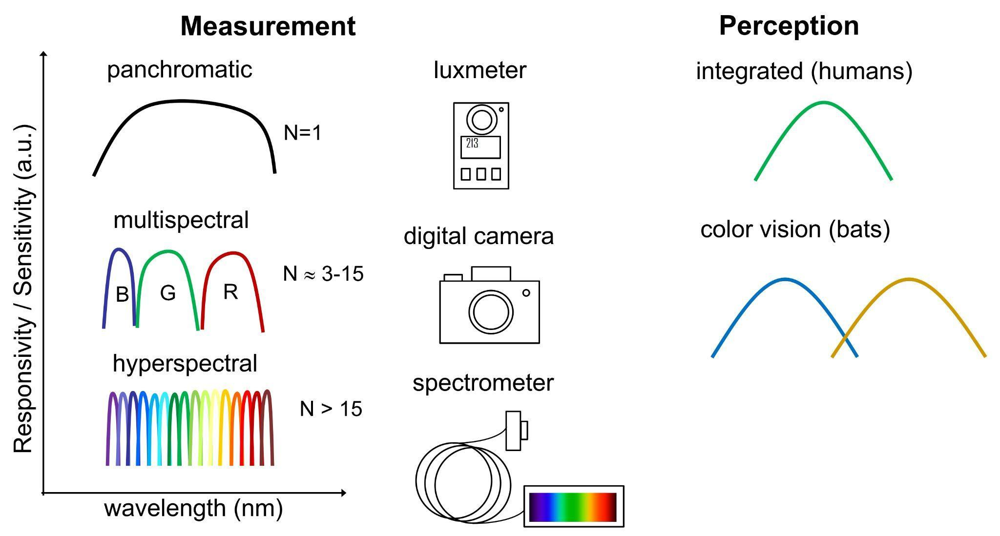 Measurement
Perception
Responsivity / Sensitivity (a.u.)
panchromatic
N=1
luxmeter
213
integrated (humans)
multispectral
B
G
R
N ≈ 3-15
digital camera
color vision (bats)
hyperspectral
N > 15
spectrometer
wavelength (nm)